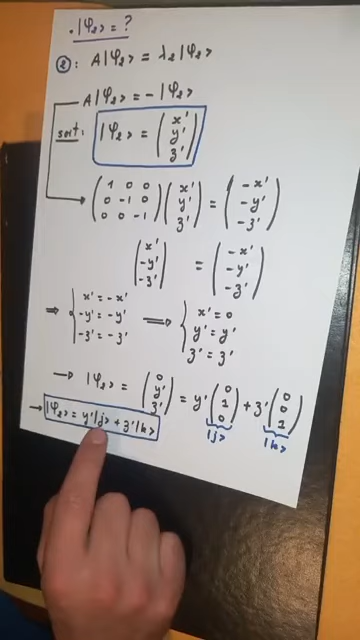 . |φ₂> = ?
②: A|φ₂> = λ₂|φ₂>
A|φ₂> = - |φ₂>
soit: |φ₂> = ( x' y' z' )
( 1 0 0 0 -1 0 0 0 -1 ) ( x' y' z' ) = ( -x' -y' -z' )
( x' -y' -z' ) = ( -x' -y' -z' )
⇒ { x' = -x' -y' = -y' -z' = -z' ⇒ { x' = 0 y' = y' z' = z'
→ |φ₂> = ( 0 y' z' ) = y' ( 0 1 0 ) + z' ( 0 0 1 )
|j> |k>
→ |φ₂> = y'|j> + z'|k>